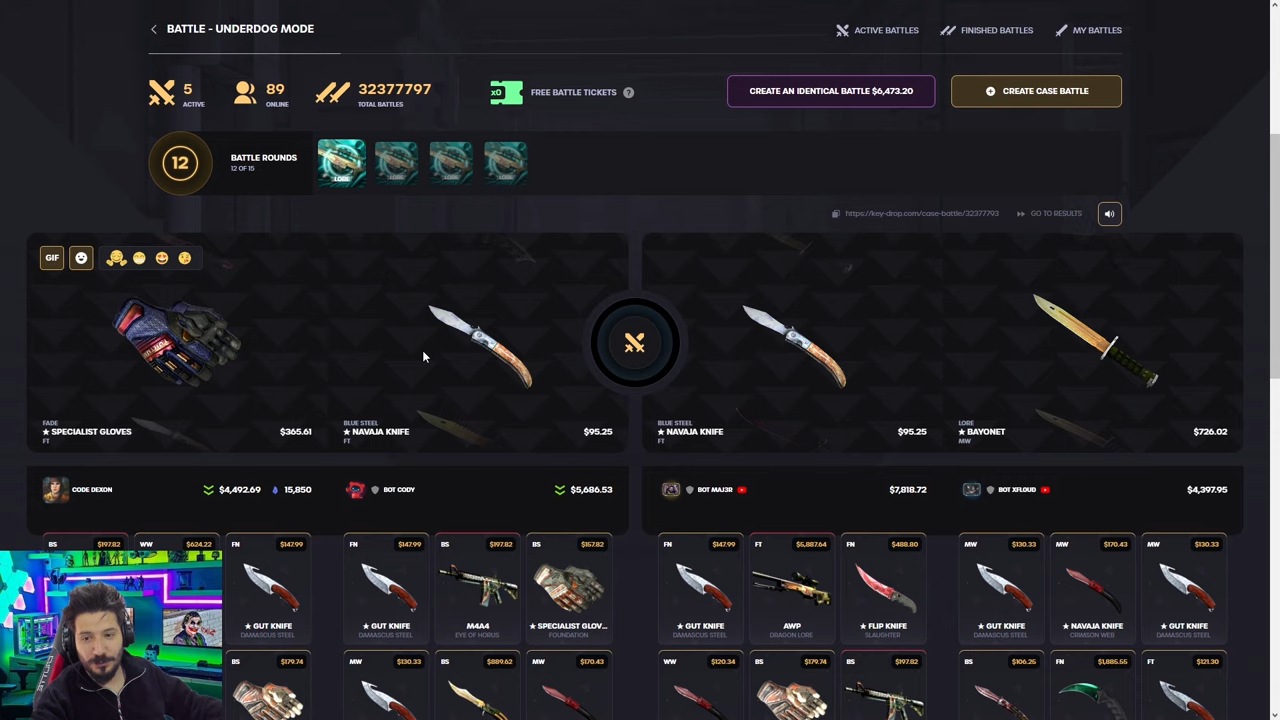 BATTLE - UNDERDOG MODE
ACTIVE BATTLES
FINISHED BATTLES
MY BATTLES
5
ACTIVE
89
ONLINE
32377797
TOTAL BATTLES
x0
FREE BATTLE TICKETS ?
CREATE AN IDENTICAL BATTLE $6,473.20
CREATE CASE BATTLE
12
BATTLE ROUNDS
12 OF 15
LORE
LORE
LORE
LORE
https://key-drop.com/case-battle/32377793
GO TO RESULTS
GIF
FADE
★ SPECIALIST GLOVES
$365.61
FT
BLUE STEEL
★ NAVAJA KNIFE
$95.25
FT
BLUE STEEL
★ NAVAJA KNIFE
$95.25
FT
LORE
★ BAYONET
$726.02
MW
CODE DEXON
$4,492.69
15,850
BOT CODY
$5,686.53
BOT MAJ3R
$7,818.72
BOT XFLOUD
$4,397.95
BS $197.82
WW $624.22
FN $147.99
FN $147.99
BS $197.82
BS $157.82
FN $147.99
FT $5,887.64
FN $488.80
MW $130.33
MW $170.43
MW $130.33
★ GUT KNIFE
DAMASCUS STEEL
★ GUT KNIFE
DAMASCUS STEEL
M4A4
EYE OF HORUS
★ SPECIALIST GLOV...
FOUNDATION
★ GUT KNIFE
DAMASCUS STEEL
AWP
DRAGON LORE
★ FLIP KNIFE
SLAUGHTER
★ GUT KNIFE
DAMASCUS STEEL
★ NAVAJA KNIFE
CRIMSON WEB
★ GUT KNIFE
DAMASCUS STEEL
BS $179.74
MW $130.33
BS $889.62
MW $170.43
WW $120.34
BS $179.74
BS $197.82
BS $106.25
FN $1,885.55
FT $121.30